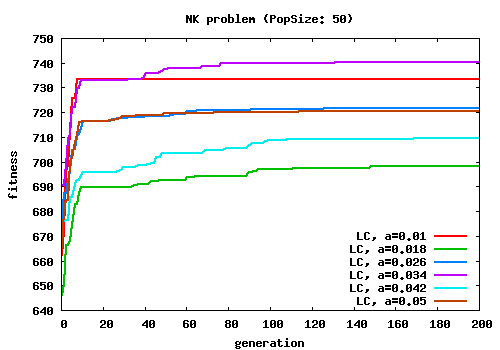 NK problem (PopSize: 50)
750
740
730
720
710
700
690
680
670
660
650
640
fitness
LC, a=0.01
LC, a=0.018
LC, a=0.026
LC, a=0.034
LC, a=0.042
LC, a=0.05
0 20 40 60 80 100 120 140 160 180 200
generation